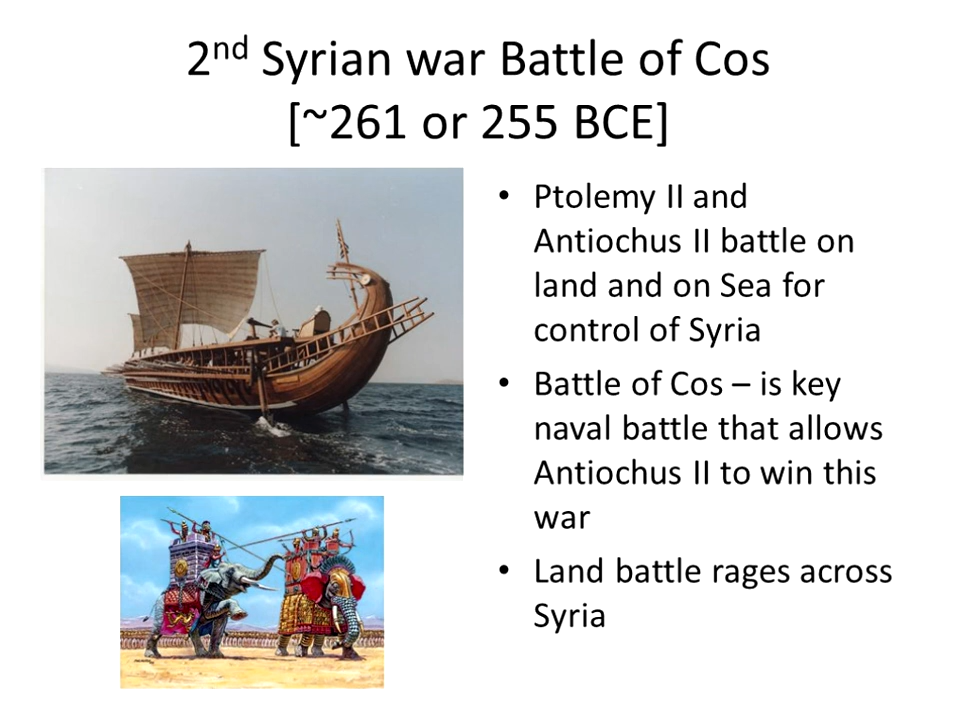 2nd Syrian war Battle of Cos
[~261 or 255 BCE]
• Ptolemy II and
Antiochus II battle on
land and on Sea for
control of Syria
• Battle of Cos – is key
naval battle that allows
Antiochus II to win this
war
• Land battle rages across
Syria